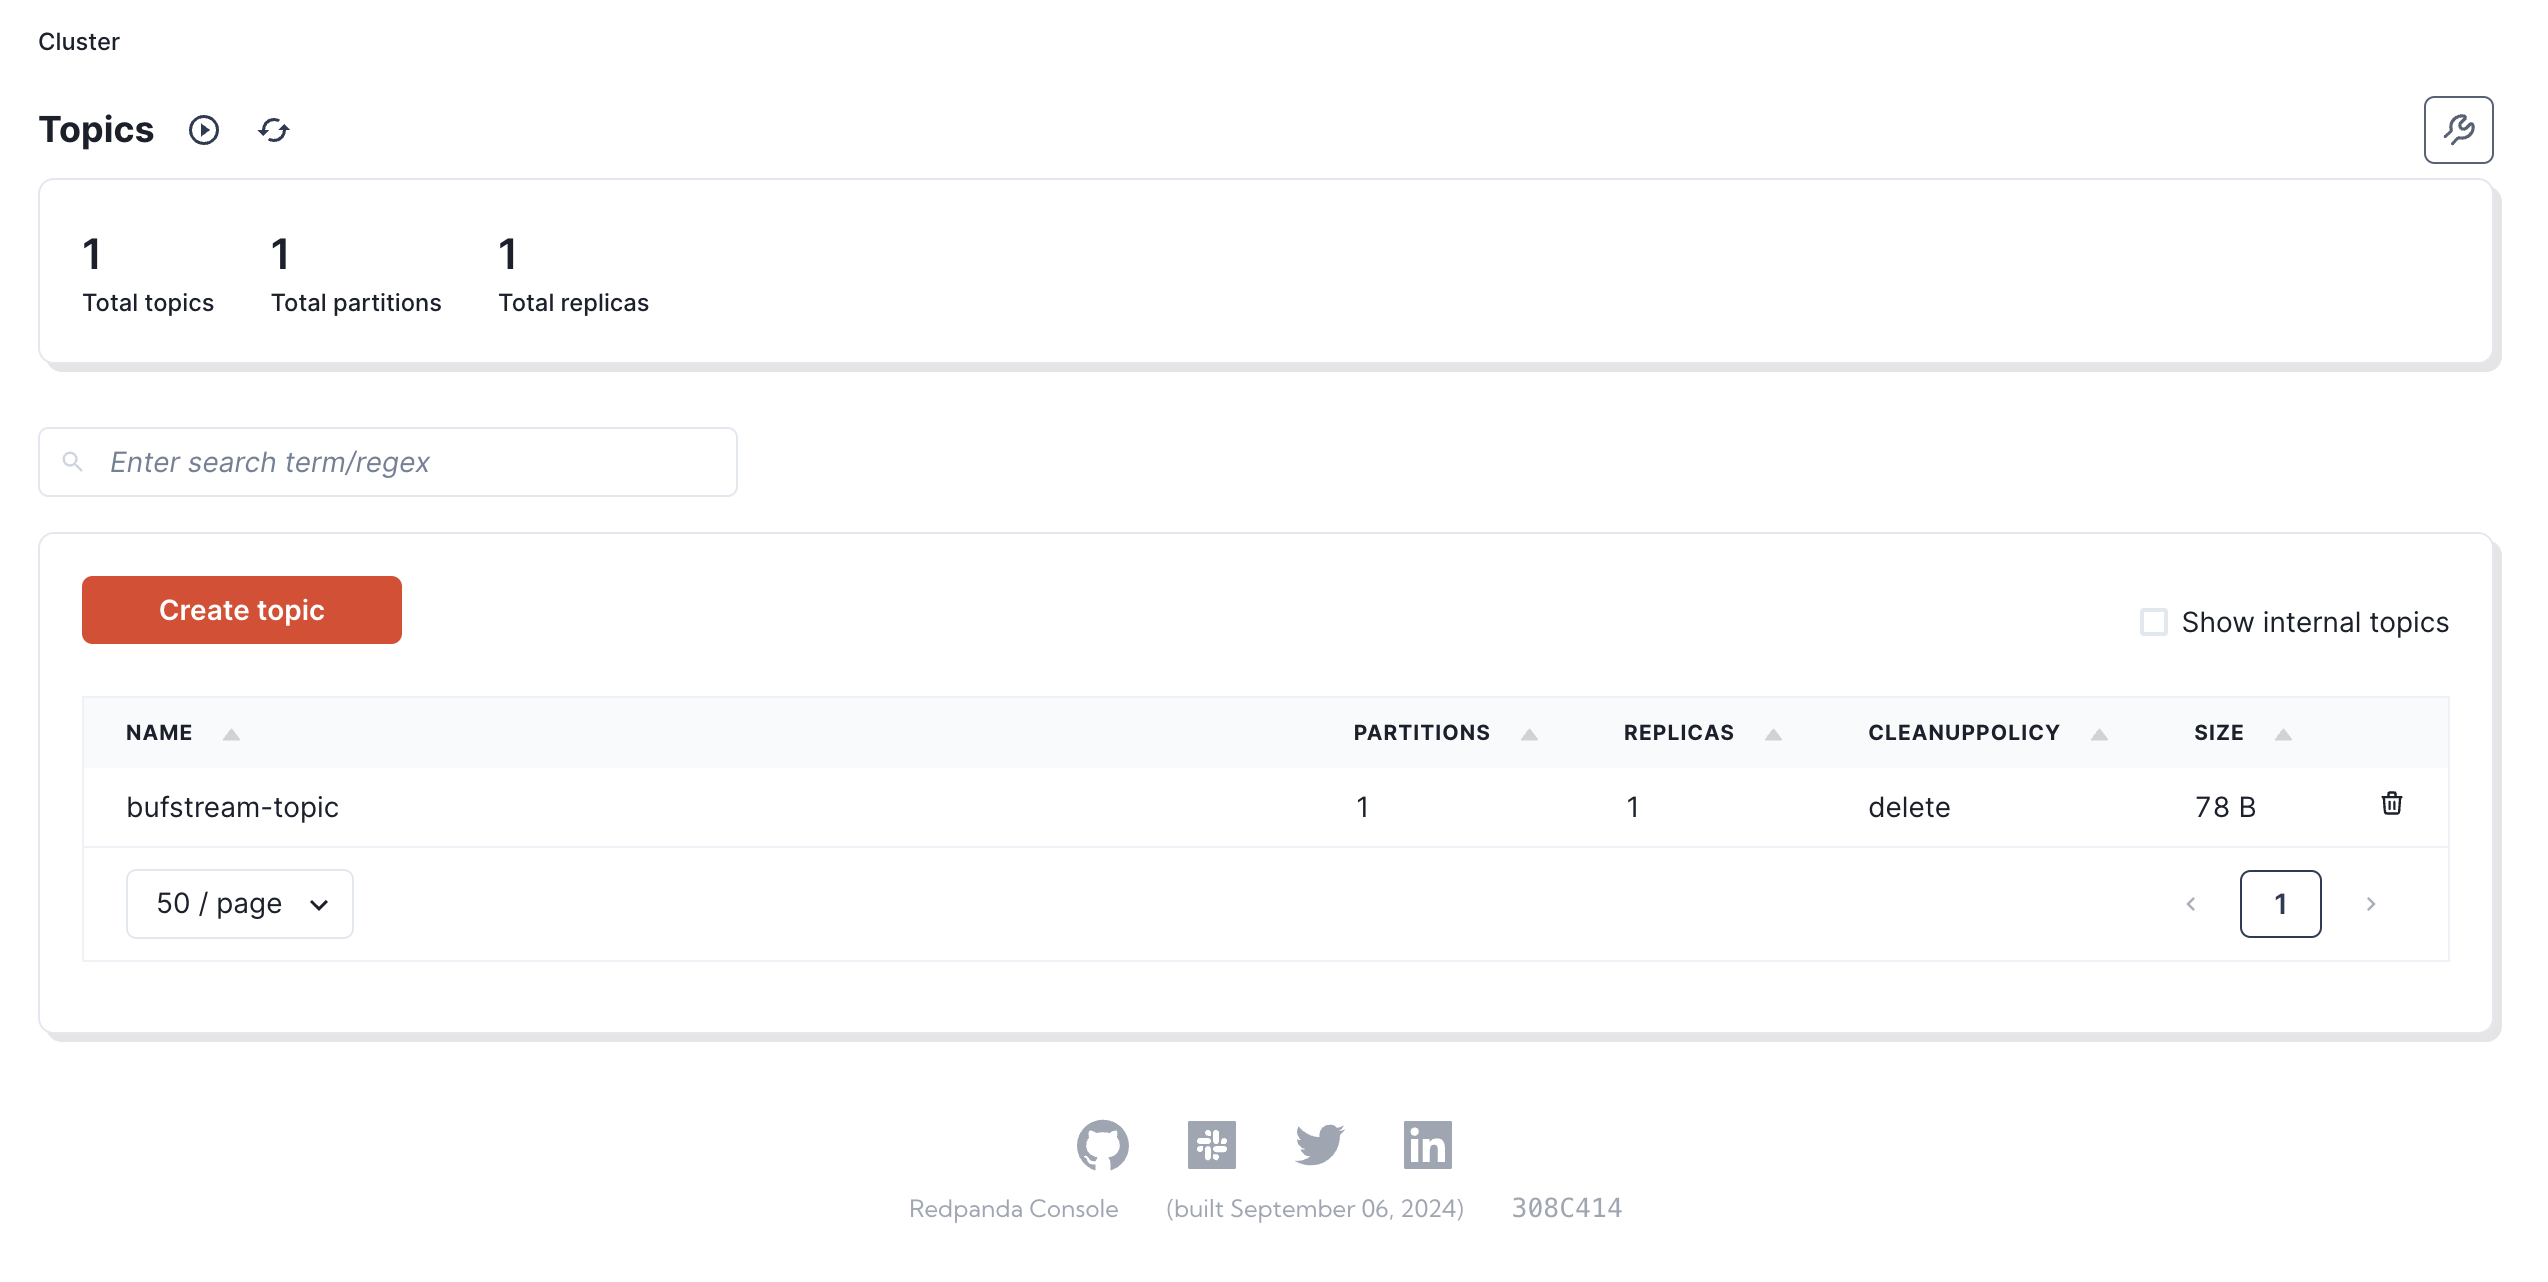 Cluster
Topics
1 1 1
Total topics Total partitions Total replicas
Enter search term/regex
Create topic
Show internal topics
NAME PARTITIONS REPLICAS CLEANUPPOLICY SIZE
bufstream-topic 1 1 delete 78 B
50 / page 1
in
Redpanda Console (built September 06, 2024) 308C414